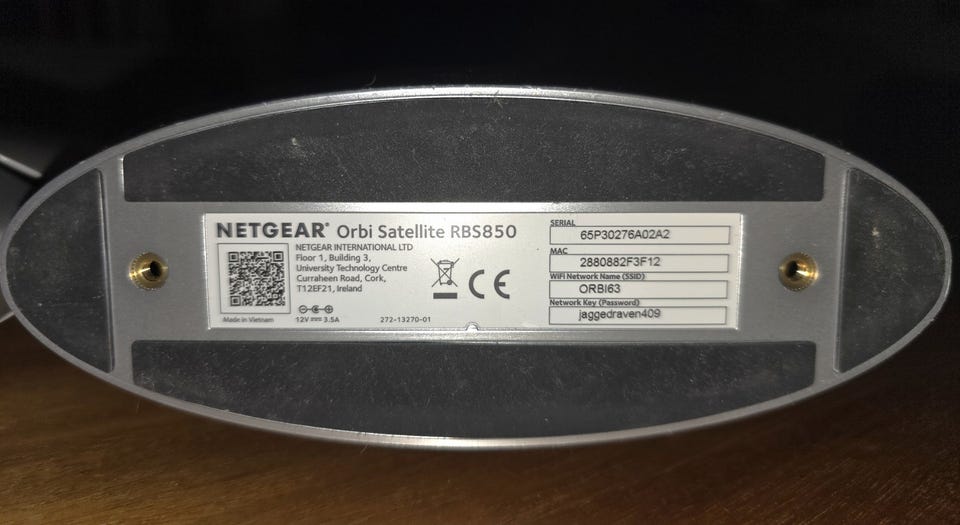 NETGEAR® Orbi Satellite RBS850
NETGEAR INTERNATIONAL LTD
Floor 1, Building 3,
University Technology Centre
Curraheen Road, Cork,
T12EF21, Ireland
Made in Vietnam
12V 3.5A
272-13270-01
CE
SERIAL
65P30276A02A2
MAC
2880882F3F12
WiFi Network Name (SSID)
ORBI63
Network Key (Password)
jaggedraven409